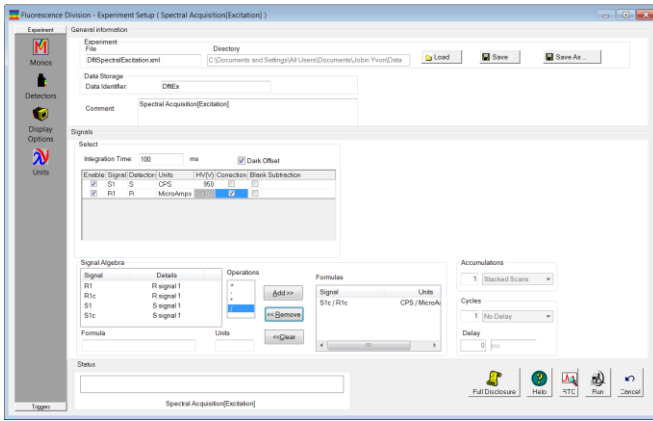 Fluorescence Division - Experiment Setup ( Spectral Acquisition[Excitation] )
Experiment
General information
Monos
Detectors
Display
Options
Units
Triggers
Experiment
File
Directory
DfltSpectralExcitation.xml
C:\Documents and Settings\All Users\Documents\Jobin Yvon\Data
Load
Save
Save As ...
Data Storage
Data Identifier:
DfltEx
Comment
Spectral Acquisition[Excitation]
Signals
Select
Integration Time: 100 ms
Dark Offset
Enable Signal Detectors Units HV(V) Correction Blank Subtraction
S1 S CPS 950
R1 R MicroAmps
Signal Algebra
Signal Details
R1 R signal 1
R1c R signal 1
S1 S signal 1
S1c S signal 1
Operations
+
-
*
/
Add >>
<< Remove
<<Clear
Formula
Units
Formulas
Signal Units
S1c / R1c CPS / MicroA
Accumulations
1 Stacked Scans
Cycles
1 No Delay
Delay
0 ms
Status
Spectral Acquisition[Excitation]
Full Disclosure
Help
RTC
Run
Cancel